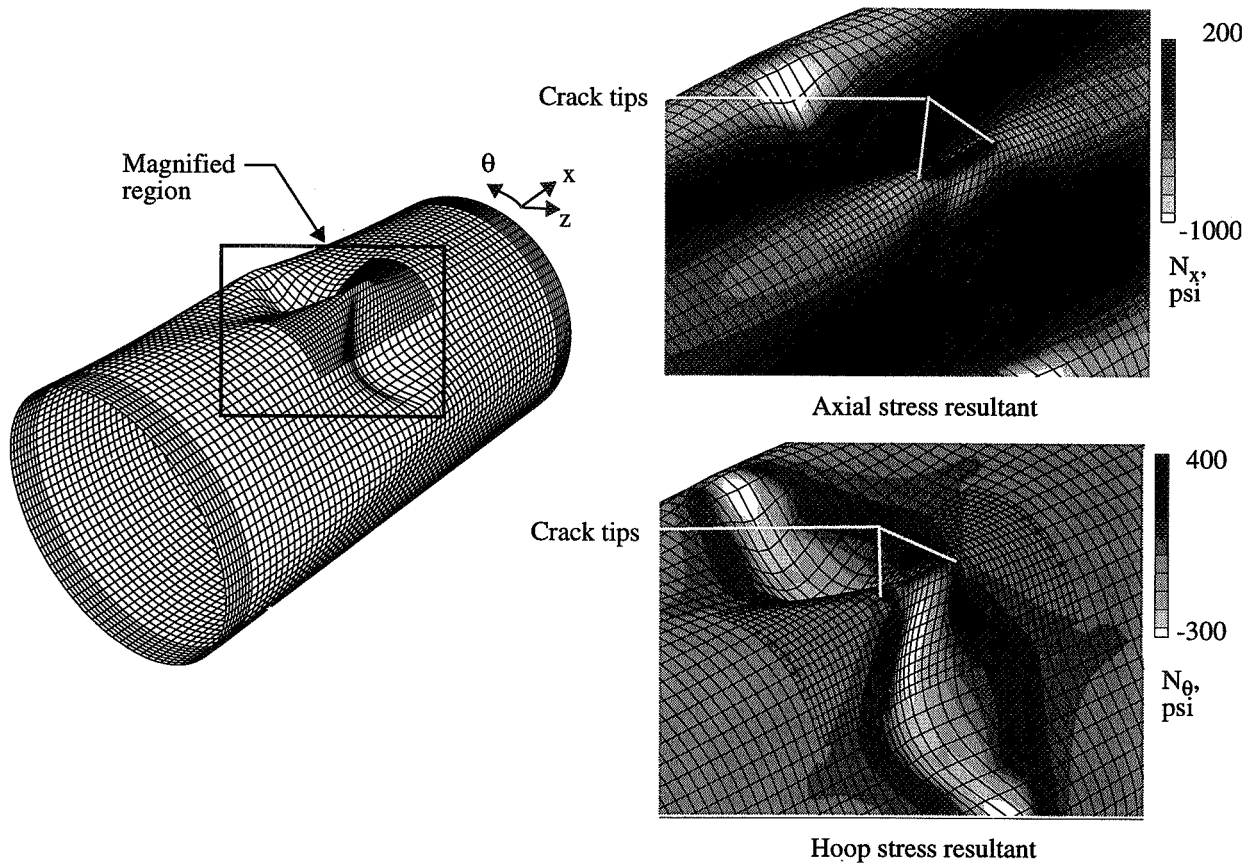 Magnified
region
θ
x
z
Crack tips
200
-1000
N_x,
psi
Axial stress resultant
Crack tips
400
-300
N_θ,
psi
Hoop stress resultant